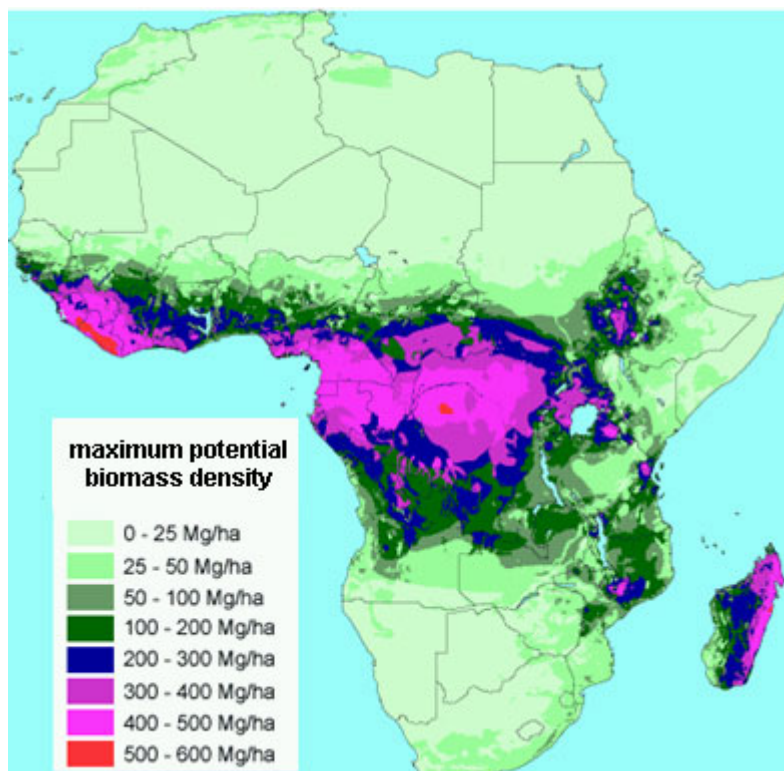 maximum potential
biomass density
0 - 25 Mg/ha
25 - 50 Mg/ha
50 - 100 Mg/ha
100 - 200 Mg/ha
200 - 300 Mg/ha
300 - 400 Mg/ha
400 - 500 Mg/ha
500 - 600 Mg/ha